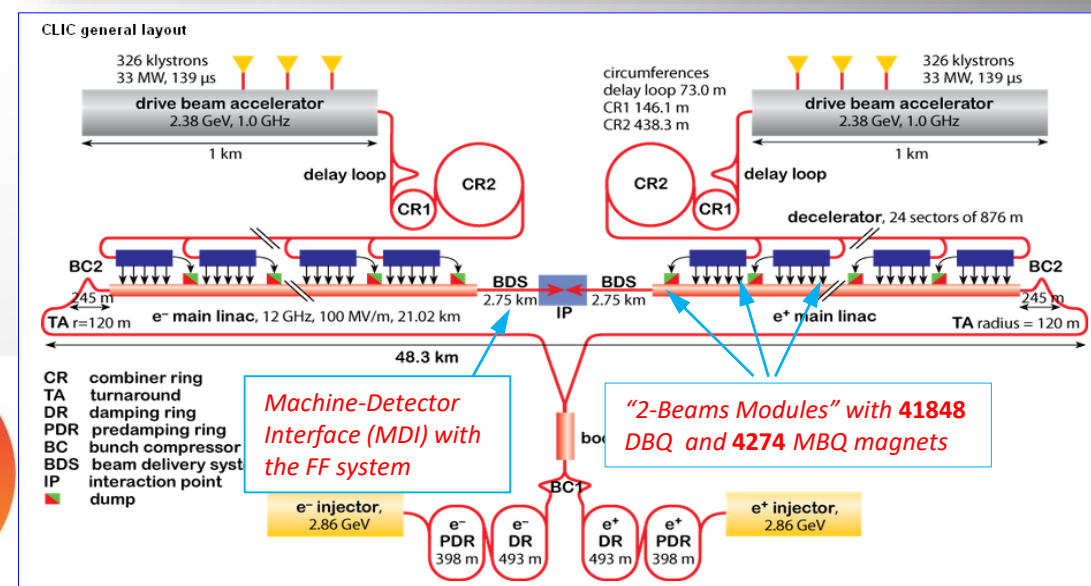 CLIC general layout
326 klystrons
33 MW, 139 μs
drive beam accelerator
2.38 GeV, 1.0 GHz
1 km
delay loop
CR1
CR2
circumferences
delay loop 73.0 m
CR1 146.1 m
CR2 438.3 m
326 klystrons
33 MW, 139 μs
drive beam accelerator
2.38 GeV, 1.0 GHz
1 km
CR2
CR1
delay loop
decelerator, 24 sectors of 876 m
BC2
245 m
TA r=120 m
e⁻ main linac, 12 GHz, 100 MV/m, 21.02 km
BDS
2.75 km
IP
BDS
2.75 km
e⁺ main linac
BC2
245 m
TA radius = 120 m
48.3 km
CR combiner ring
TA turnaround
DR damping ring
PDR predamping ring
BC bunch compressor
BDS beam delivery syst
IP interaction point
dump
Machine-Detector
Interface (MDI) with
the FF system
“2-Beams Modules” with 41848
DBQ and 4274 MBQ magnets
BC1
e⁻ injector,
2.86 GeV
e⁻
PDR
398 m
e⁻
DR
493 m
e⁺
DR
493 m
e⁺
PDR
398 m
e⁺ injector,
2.86 GeV